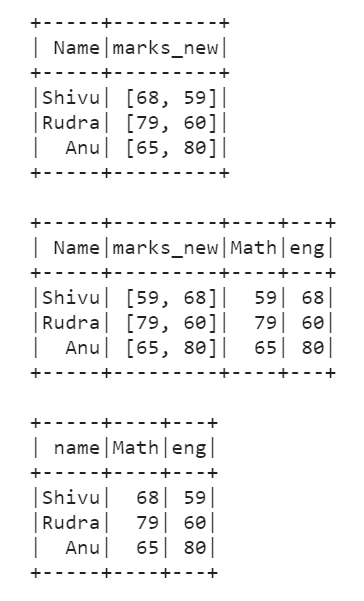 +-----+---------+
| Name|marks_new|
+-----+---------+
|Shivu| [68, 59]|
|Rudra| [79, 60]|
|  Anu| [65, 80]|
+-----+---------+
+-----+---------+----+---+
| Name|marks_new|Math|eng|
+-----+---------+----+---+
|Shivu| [59, 68]|  59| 68|
|Rudra| [79, 60]|  79| 60|
|  Anu| [65, 80]|  65| 80|
+-----+---------+----+---+
+-----+----+---+
| name|Math|eng|
+-----+----+---+
|Shivu|  68| 59|
|Rudra|  79| 60|
|  Anu|  65| 80|
+-----+----+---+